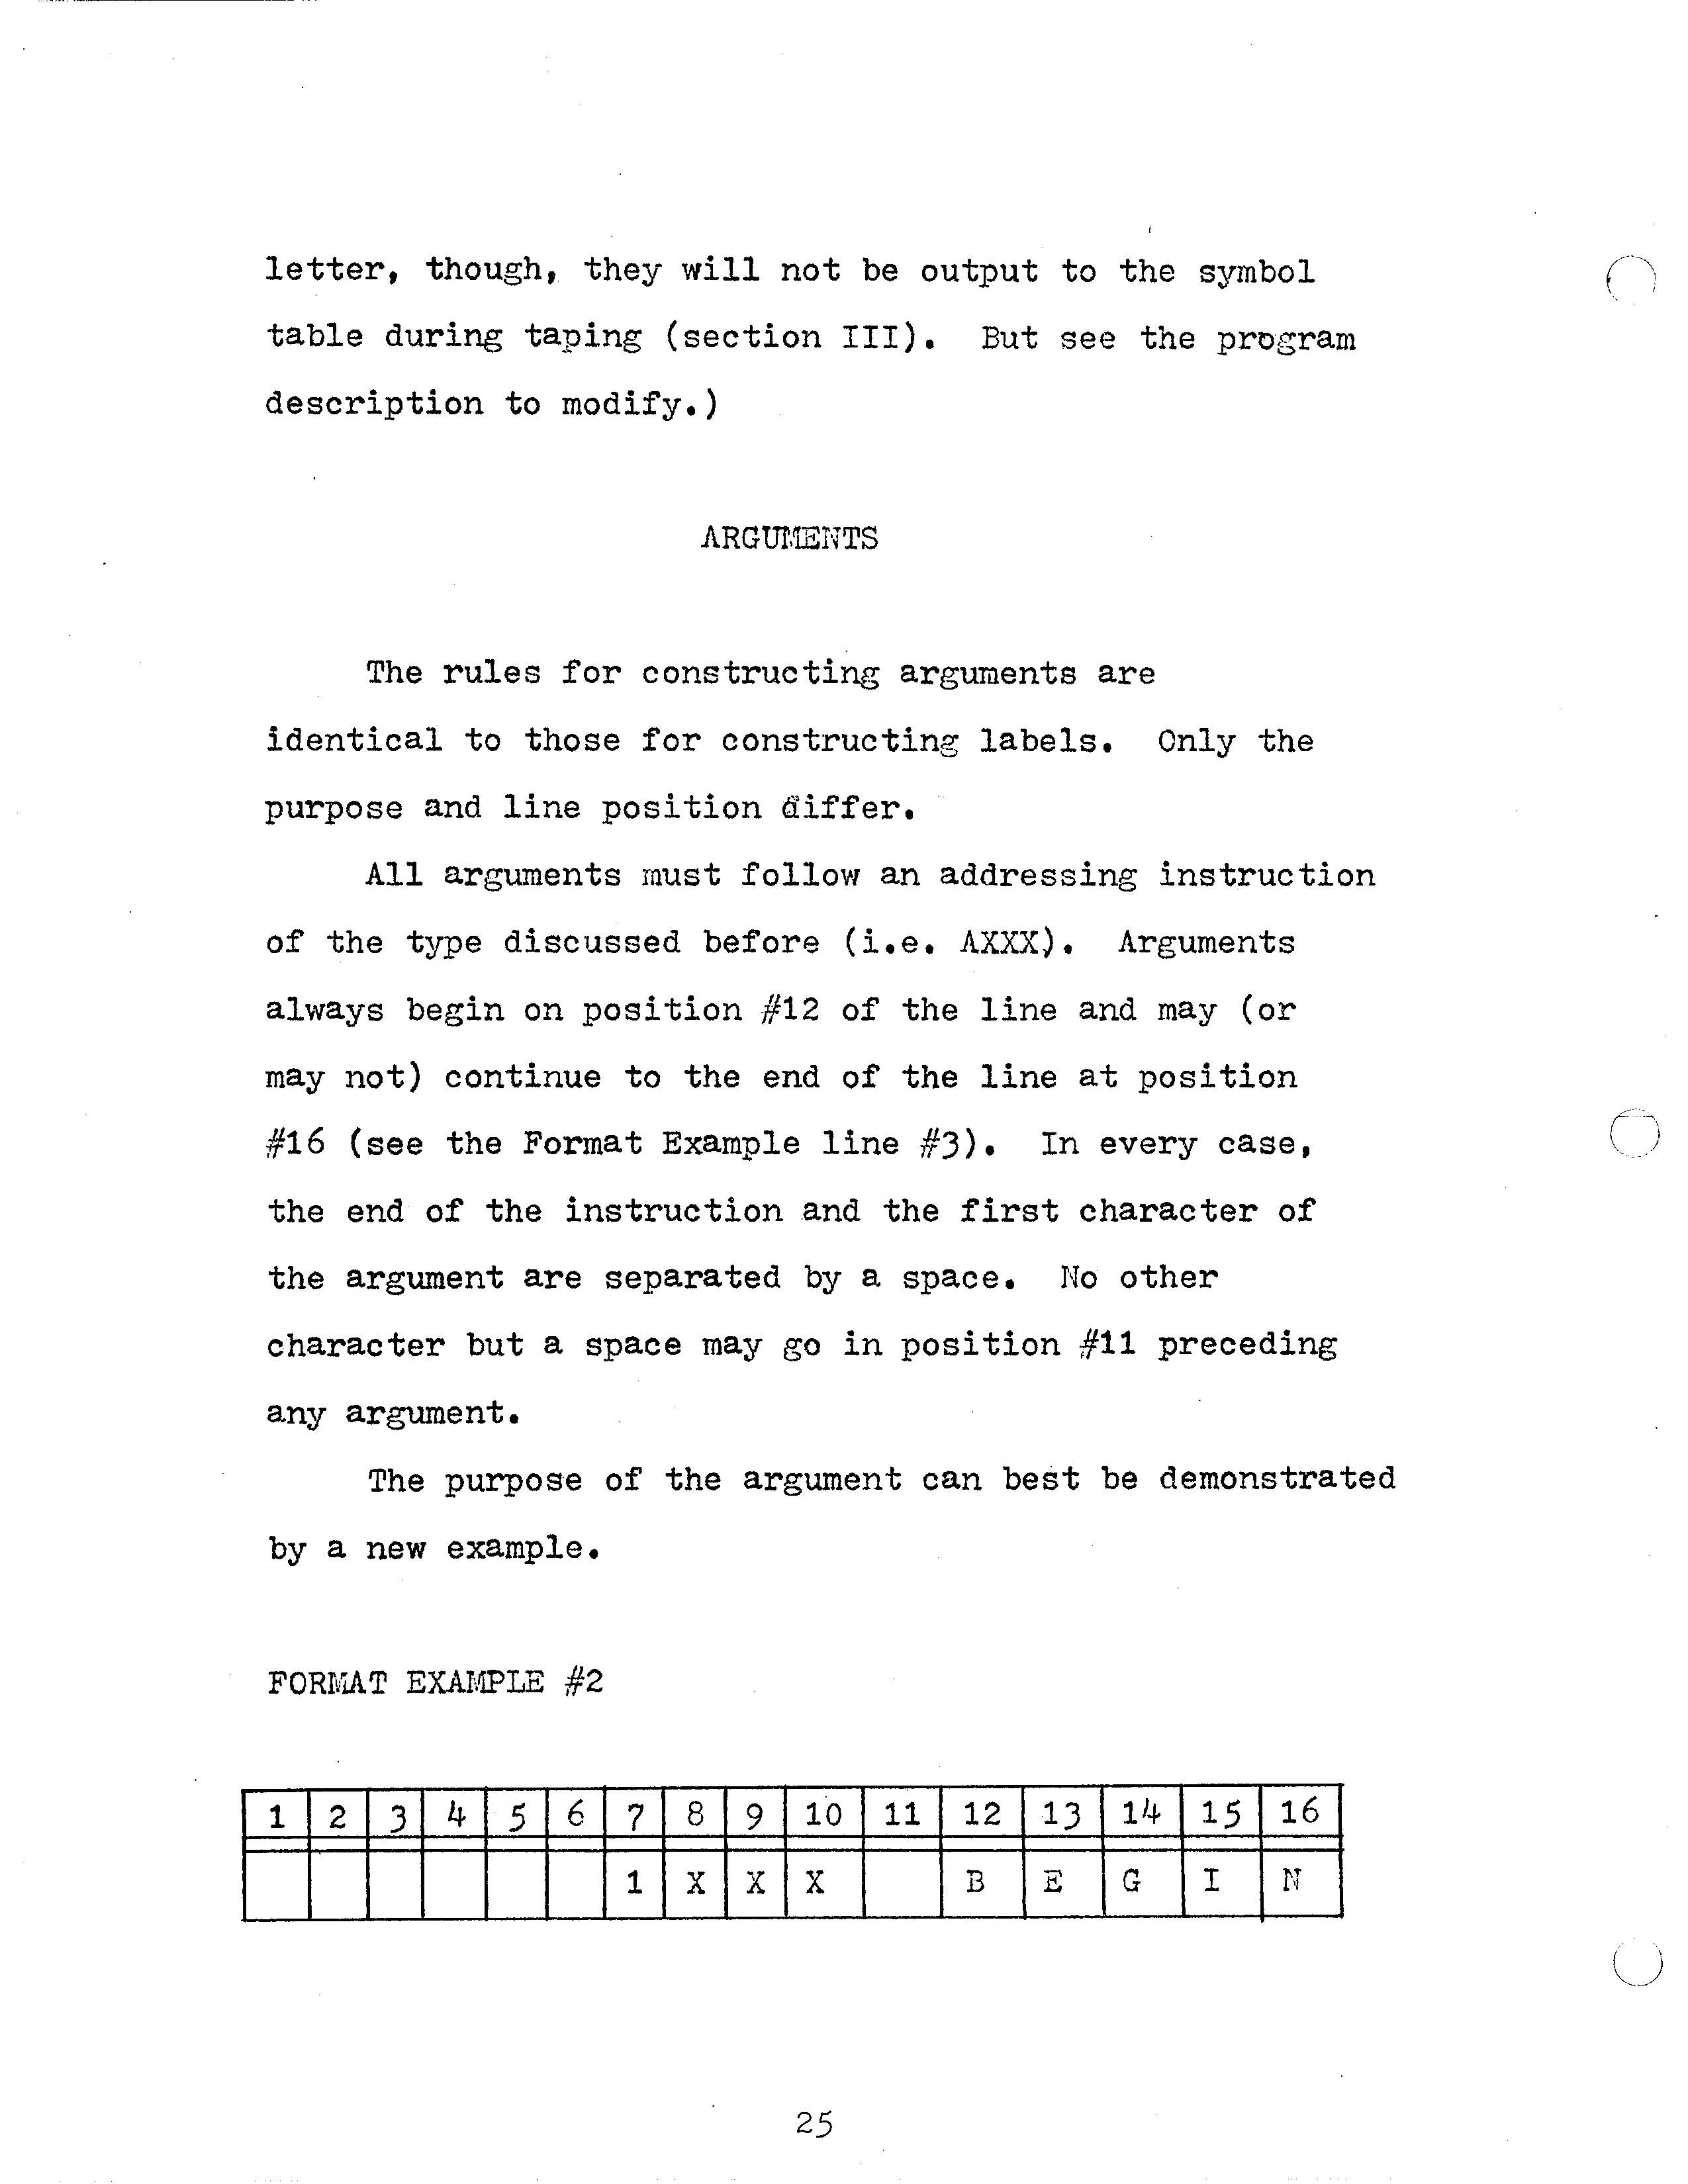 letter, though, they will not be output to the symbol
table during taping (section III).  But see the program
description to modify.)
ARGUMENTS
The rules for constructing arguments are
identical to those for constructing labels.  Only the
purpose and line position differ.
All arguments must follow an addressing instruction
of the type discussed before (i.e. AXXX).  Arguments
always begin on position #12 of the line and may (or
may not) continue to the end of the line at position
#16 (see the Format Example line #3).  In every case,
the end of the instruction and the first character of
the argument are separated by a space.  No other
character but a space may go in position #11 preceding
any argument.
The purpose of the argument can best be demonstrated
by a new example.
FORMAT EXAMPLE #2
1 2 3 4 5 6 7 8 9 10 11 12 13 14 15 16
1 X X X B E G I N
25